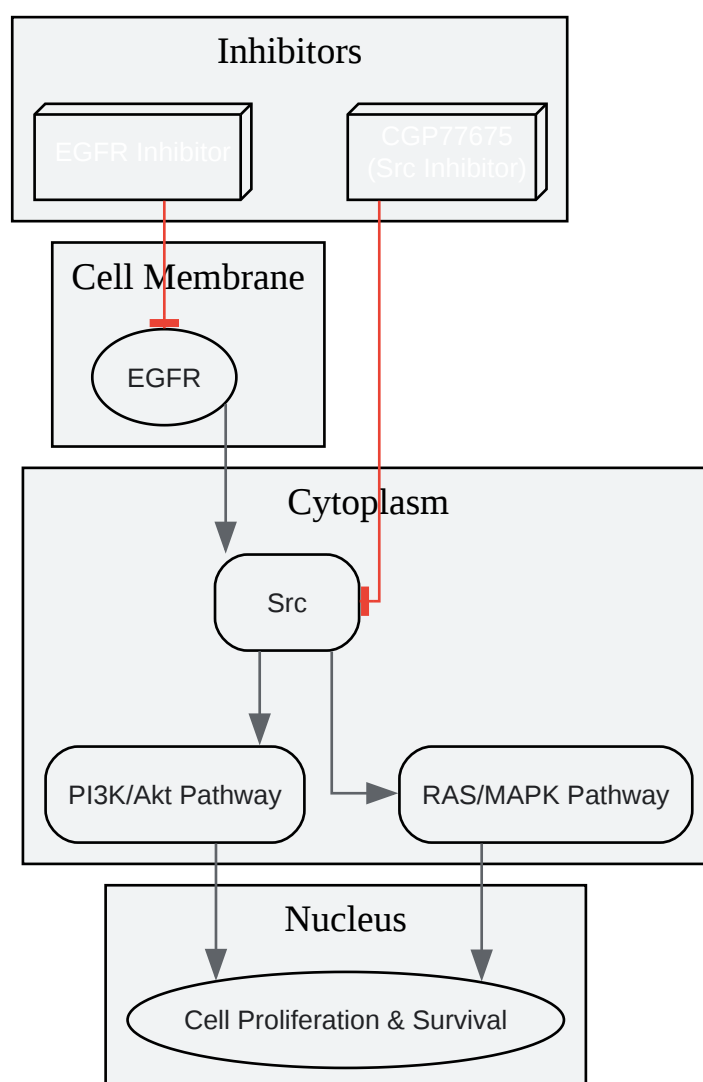 Inhibitors
EGFR Inhibitor
CGP77675
(Src Inhibitor)
Cell Membrane
EGFR
Cytoplasm
Src
PI3K/Akt Pathway
RAS/MAPK Pathway
Nucleus
Cell Proliferation & Survival